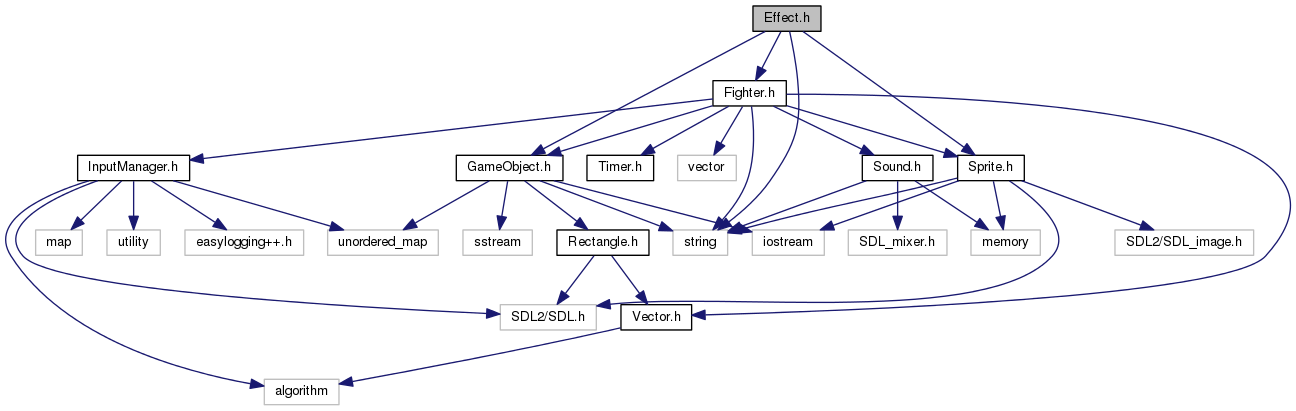 Effect.h
Fighter.h
InputManager.h
GameObject.h
Timer.h
vector
Sound.h
Sprite.h
map
utility
easylogging++.h
unordered_map
sstream
Rectangle.h
string
iostream
SDL_mixer.h
memory
SDL2/SDL_image.h
SDL2/SDL.h
Vector.h
algorithm